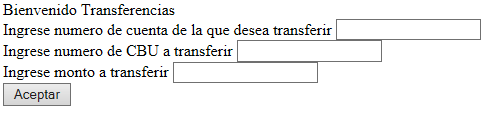 Bienvenido Transferencias
Ingrese numero de cuenta de la que desea transferir
Ingrese numero de CBU a transferir
Ingrese monto a transferir
Aceptar